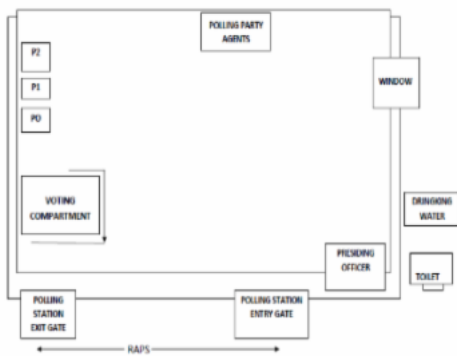 POLLING PARTY
AGENTS
P2
P1
PO
WINDOW
VOTING
COMPARTMENT
DRINGKING
WATER
PRESIDING
OFFICER
TOILET
POLLING
STATION
EXIT GATE
POLLING STATION
ENTRY GATE
RAPS